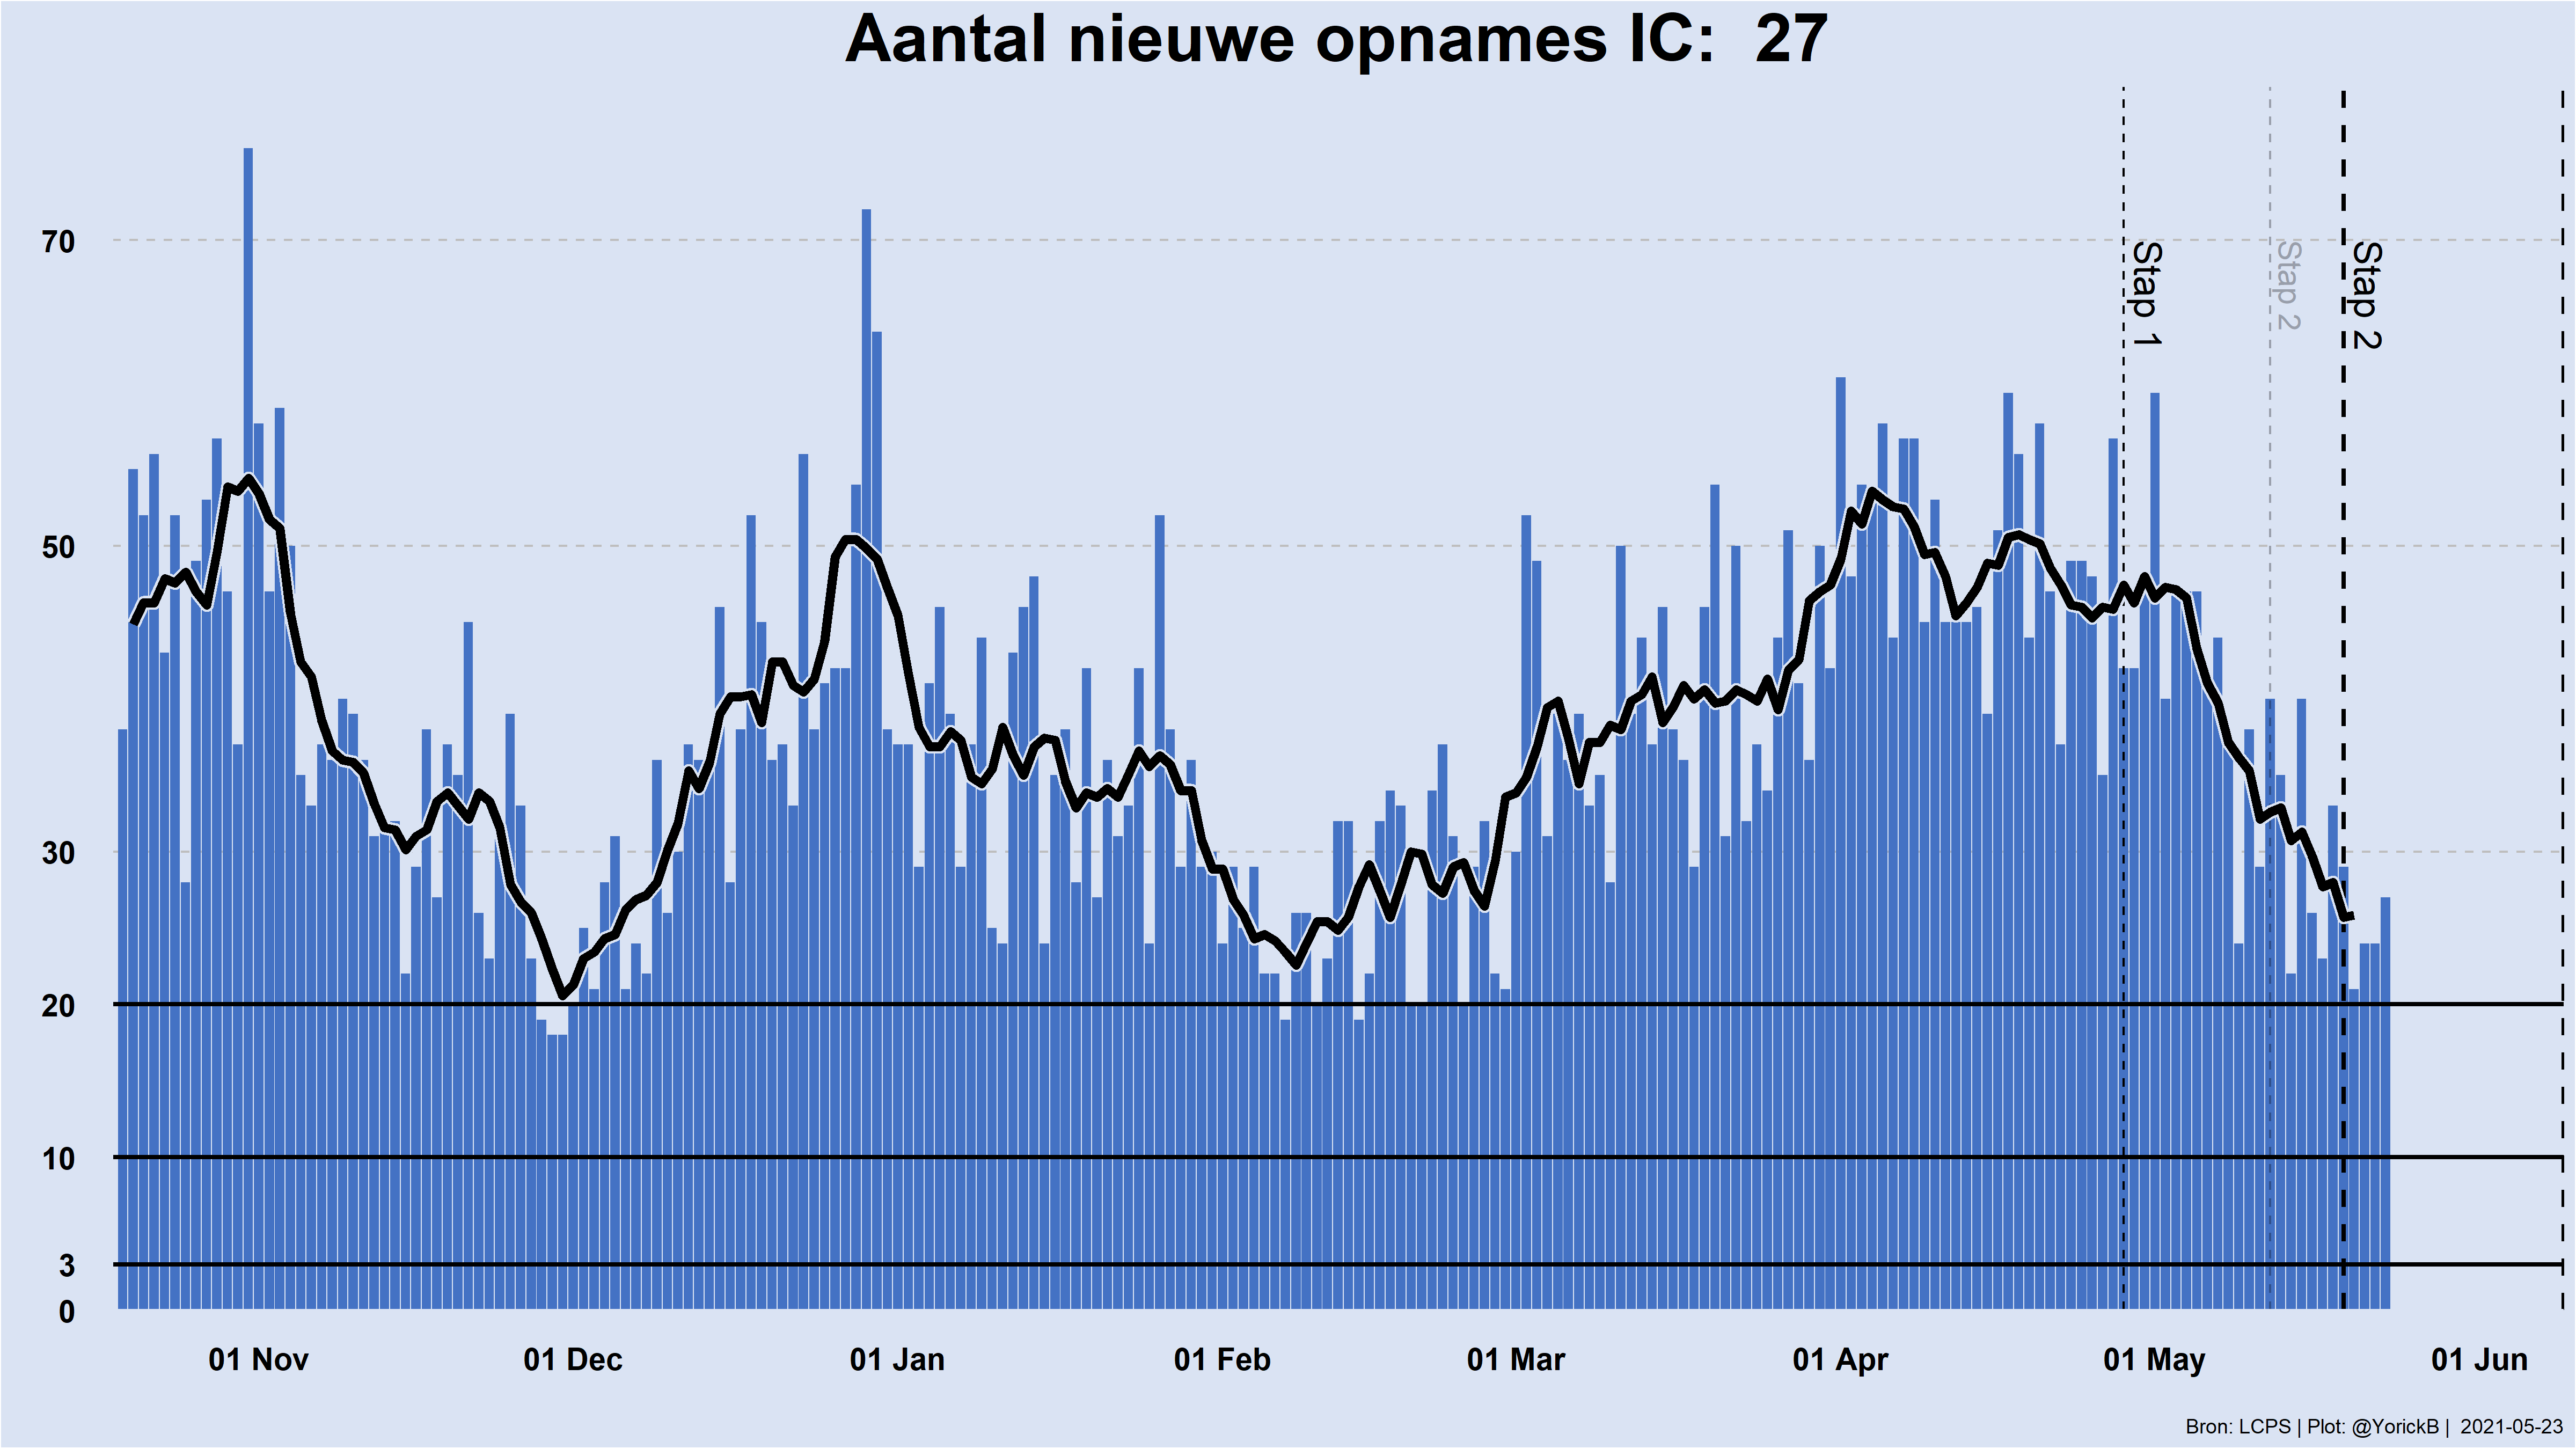 Aantal nieuwe opnames IC: 27
70
50
30
20
10
3
0
Stap 1
Stap 2
Stap 2
01 Nov
01 Dec
01 Jan
01 Feb
01 Mar
01 Apr
01 May
01 Jun
Bron: LCPS | Plot: @YorickB | 2021-05-23